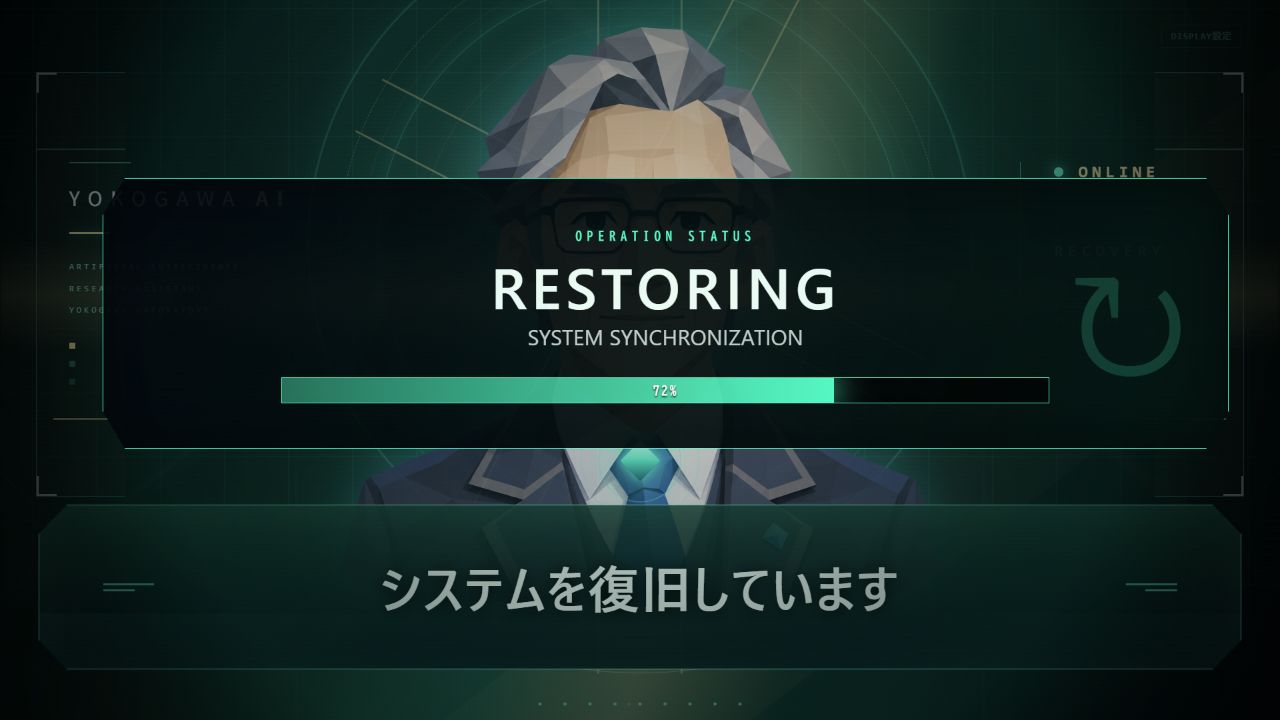 DISPLAY設定
ONLINE
YOKOGAWA AI
RECOVERY
OPERATION STATUS
RESTORING
SYSTEM SYNCHRONIZATION
72%
システムを復旧しています